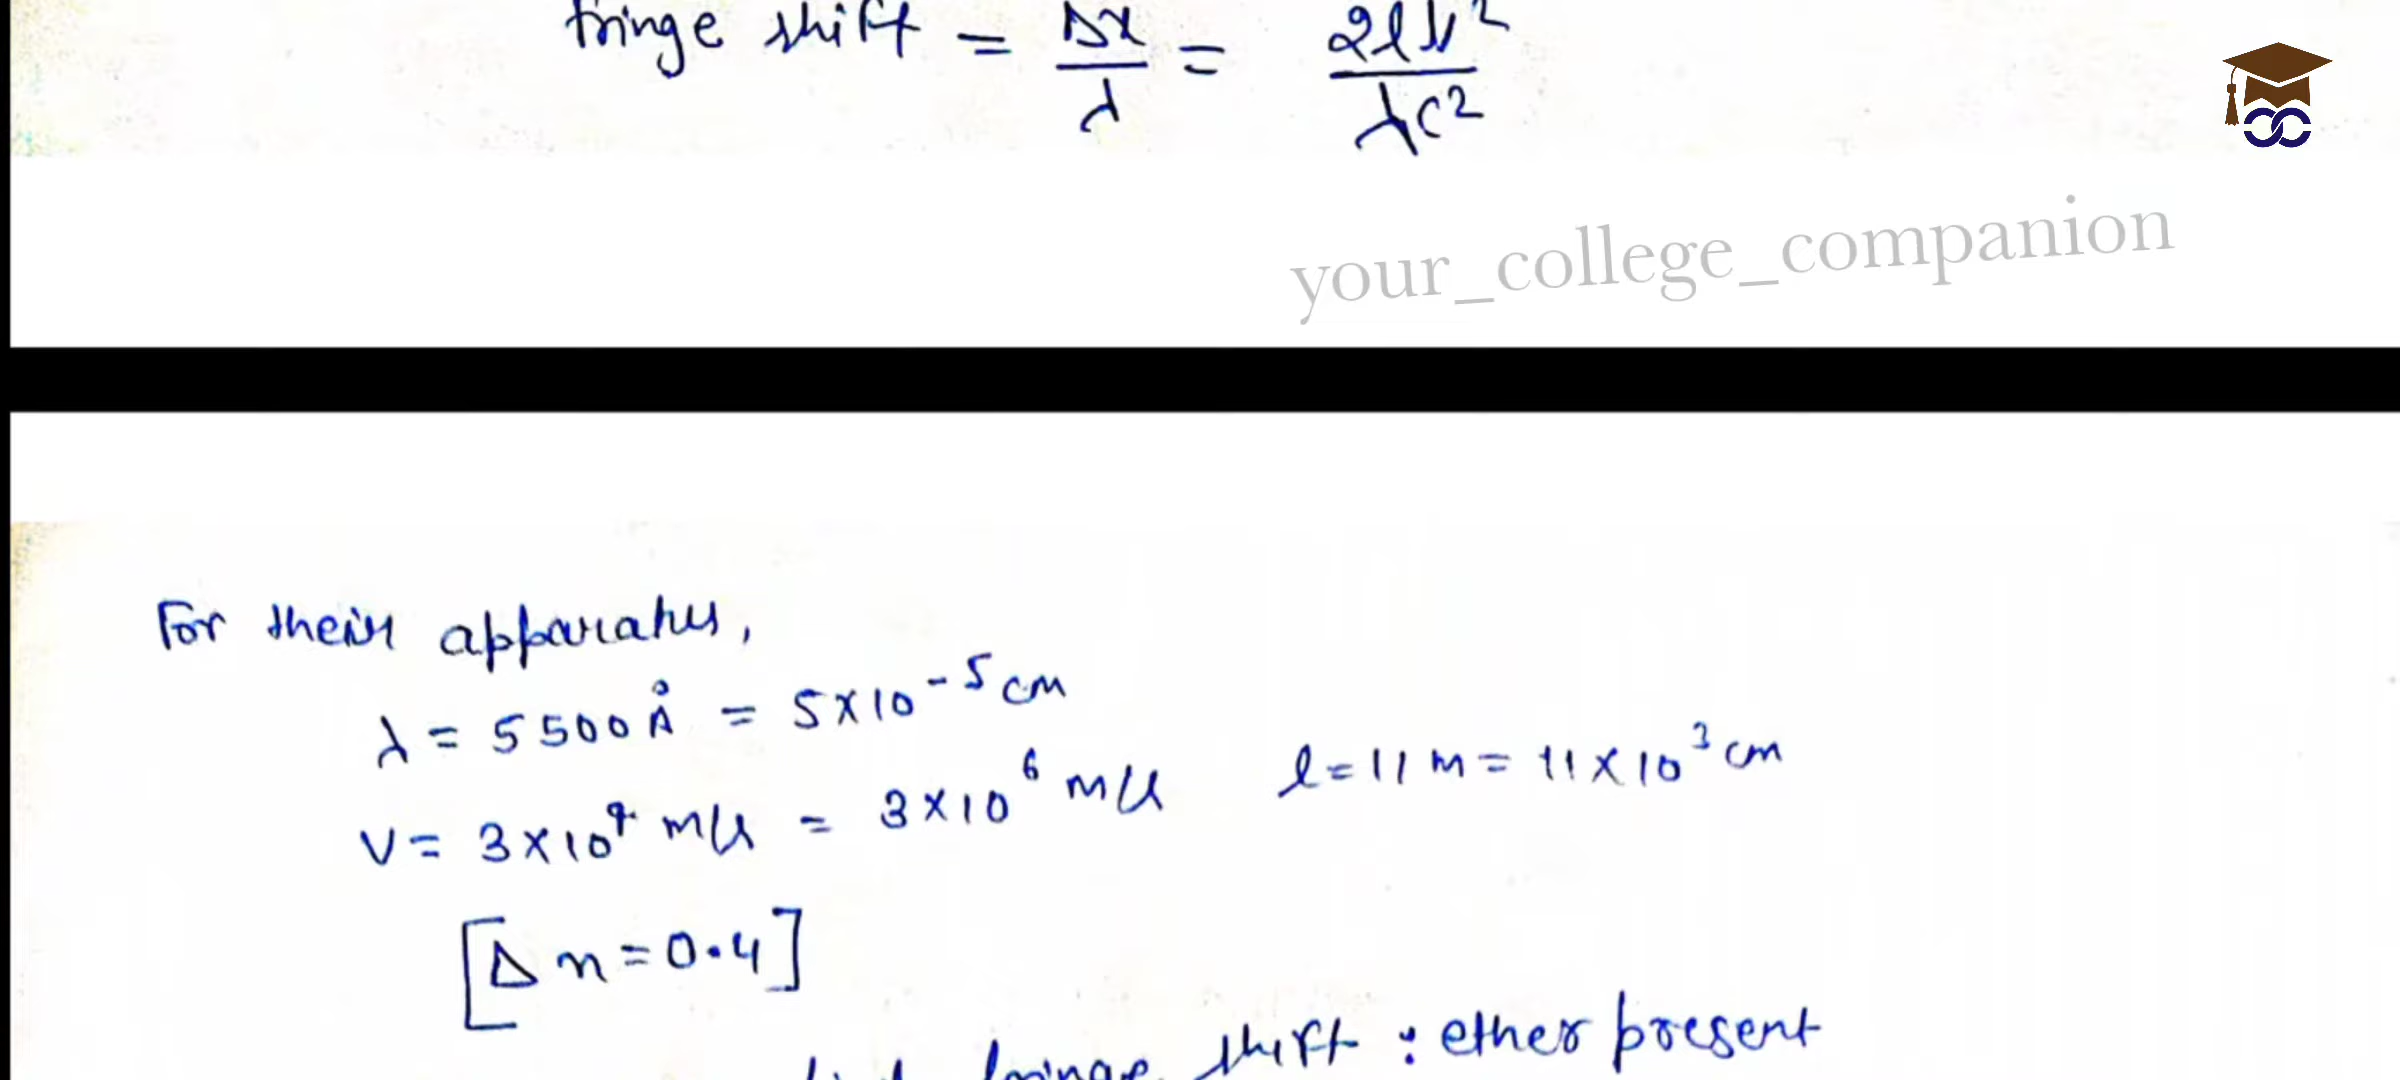 fringe shift = Δx/λ = 2lv²/λc²
your_college_companion
For their apparatus,
λ = 5500 Å = 5×10⁻⁵ cm
l = 11 m = 11×10³ cm
v = 3×10⁴ m/s = 3×10⁶ m/s
[Δn = 0.4]
fringe shift : ether present